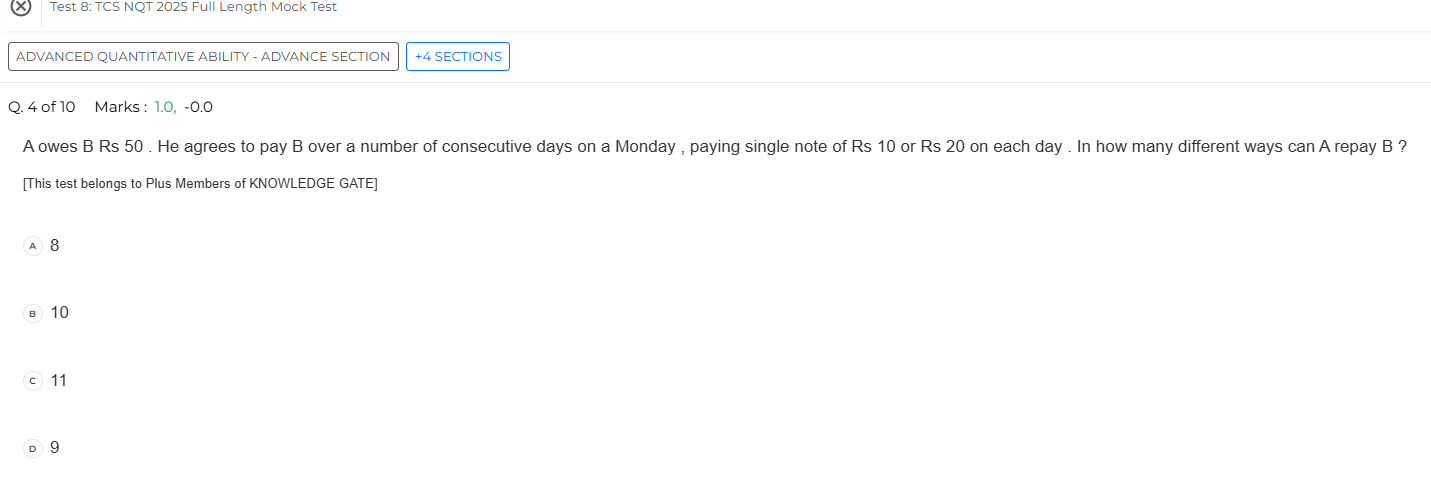 Test 8: TCS NQT 2025 Full Length Mock Test
ADVANCED QUANTITATIVE ABILITY - ADVANCE SECTION +4 SECTIONS
Q. 4 of 10 Marks : 1.0, -0.0
A owes B Rs 50 . He agrees to pay B over a number of consecutive days on a Monday , paying single note of Rs 10 or Rs 20 on each day . In how many different ways can A repay B ?
[This test belongs to Plus Members of KNOWLEDGE GATE]
A 8
B 10
C 11
D 9